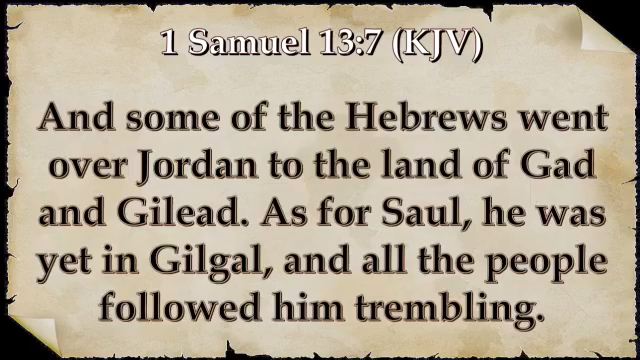 1 Samuel 13:7 (KJV)
And some of the Hebrews went
over Jordan to the land of Gad
and Gilead. As for Saul, he was
yet in Gilgal, and all the people
followed him trembling.